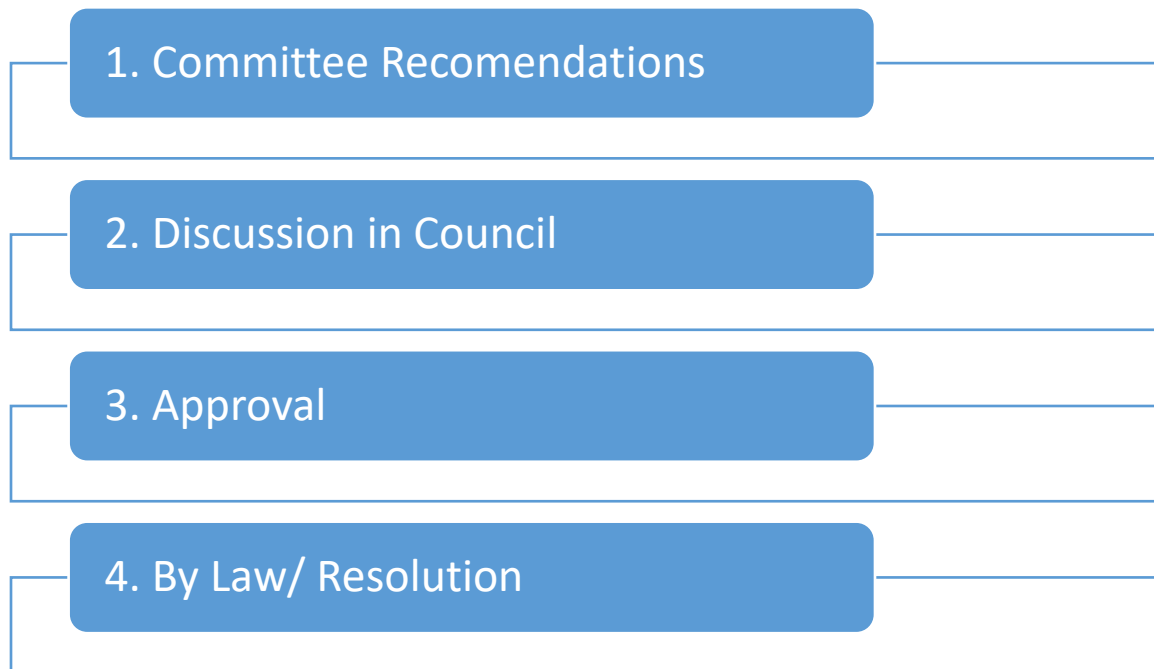 1. Committee Recomendations
2. Discussion in Council
3. Approval
4. By Law/ Resolution